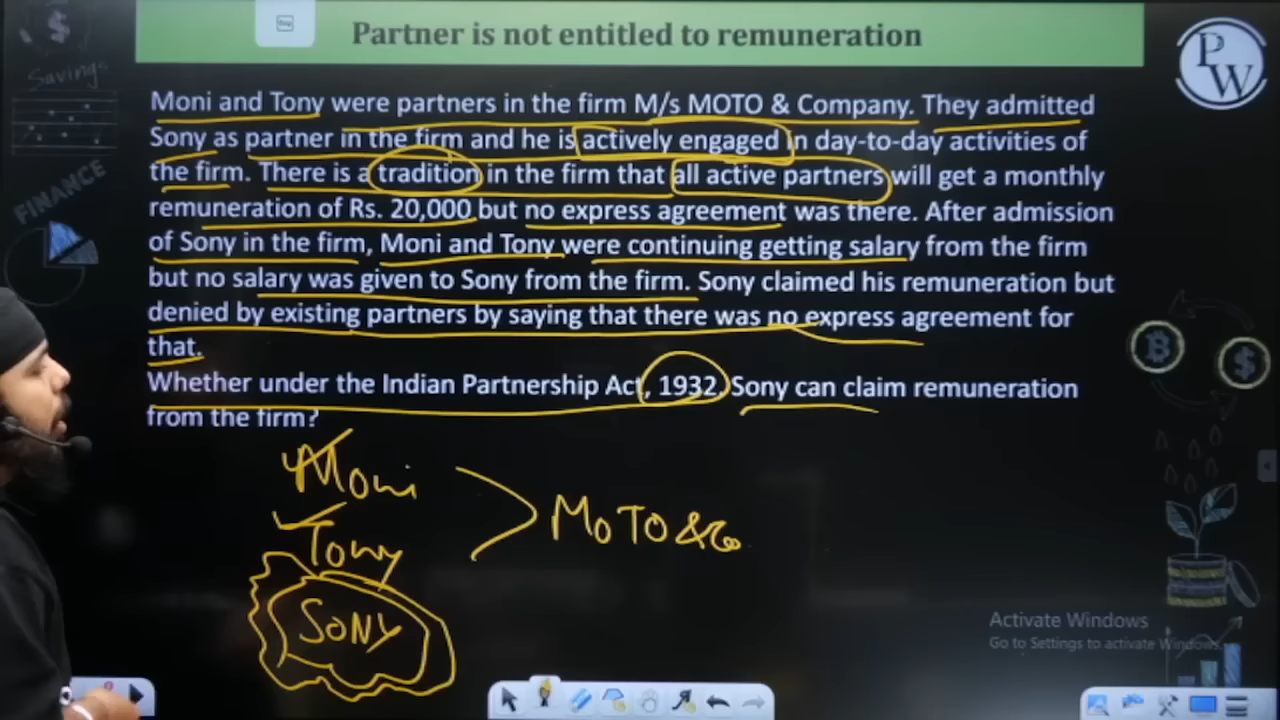 Partner is not entitled to remuneration
Savings
FINANCE
PW
Moni and Tony were partners in the firm M/s MOTO & Company. They admitted
Sony as partner in the firm and he is actively engaged in day-to-day activities of
the firm. There is a tradition in the firm that all active partners will get a monthly
remuneration of Rs. 20,000 but no express agreement was there. After admission
of Sony in the firm, Moni and Tony were continuing getting salary from the firm
but no salary was given to Sony from the firm. Sony claimed his remuneration but
denied by existing partners by saying that there was no express agreement for
that.
Whether under the Indian Partnership Act, 1932, Sony can claim remuneration
from the firm?
Moni
Tony
SONY
MOTO & Co
Activate Windows
Go to Settings to activate Windows.